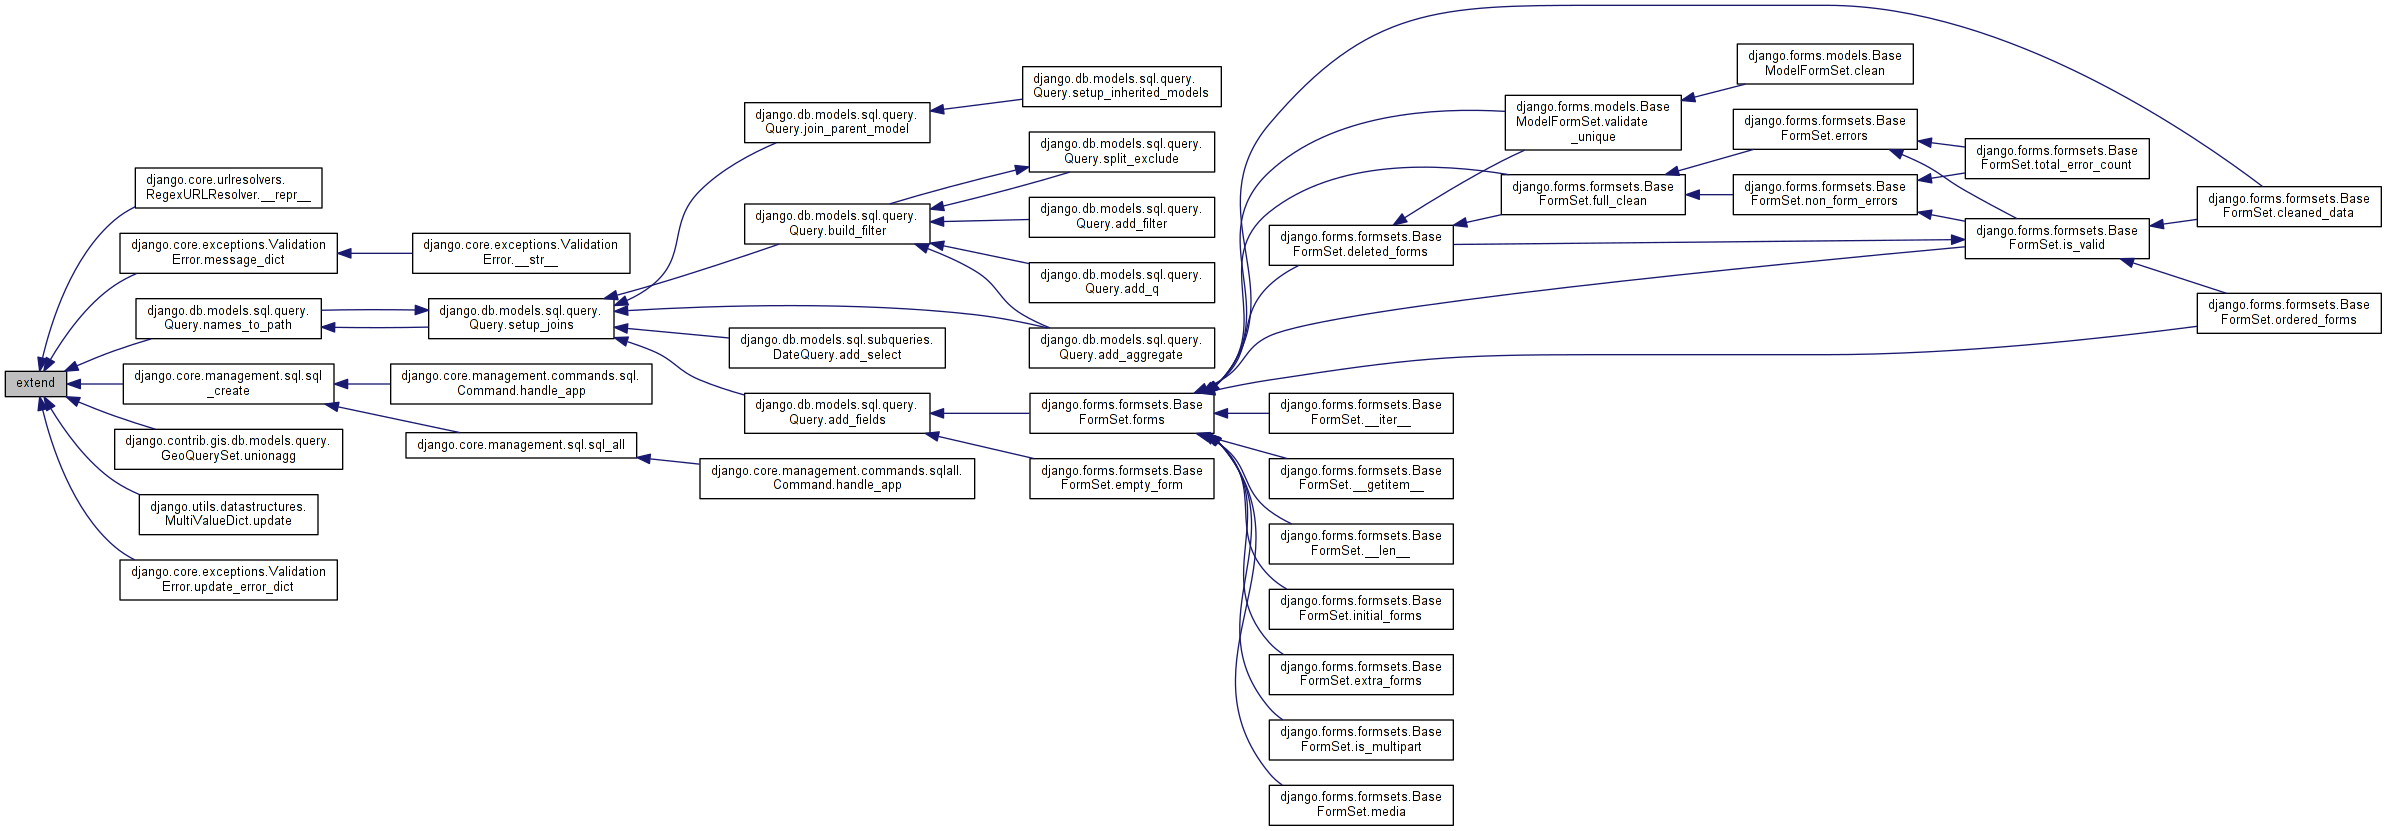 extend
django.core.urlresolvers.
RegexURLResolver.__repr__
django.core.exceptions.Validation
Error.message_dict
django.db.models.sql.query.
Query.names_to_path
django.core.management.sql.sql
_create
django.contrib.gis.db.models.query.
GeoQuerySet.unionagg
django.utils.datastructures.
MultiValueDict.update
django.core.exceptions.Validation
Error.update_error_dict
django.core.exceptions.Validation
Error.__str__
django.db.models.sql.query.
Query.setup_joins
django.core.management.commands.sql.
Command.handle_app
django.core.management.sql.sql_all
django.db.models.sql.query.
Query.join_parent_model
django.db.models.sql.query.
Query.build_filter
django.db.models.sql.subqueries.
DateQuery.add_select
django.db.models.sql.query.
Query.add_fields
django.core.management.commands.sqlall.
Command.handle_app
django.db.models.sql.query.
Query.setup_inherited_models
django.db.models.sql.query.
Query.split_exclude
django.db.models.sql.query.
Query.add_filter
django.db.models.sql.query.
Query.add_q
django.db.models.sql.query.
Query.add_aggregate
django.forms.formsets.Base
FormSet.forms
django.forms.formsets.Base
FormSet.empty_form
django.forms.formsets.Base
FormSet.deleted_forms
django.forms.formsets.Base
FormSet.__iter__
django.forms.formsets.Base
FormSet.__getitem__
django.forms.formsets.Base
FormSet.__len__
django.forms.formsets.Base
FormSet.initial_forms
django.forms.formsets.Base
FormSet.extra_forms
django.forms.formsets.Base
FormSet.is_multipart
django.forms.formsets.Base
FormSet.media
django.forms.models.Base
ModelFormSet.validate
_unique
django.forms.formsets.Base
FormSet.full_clean
django.forms.models.Base
ModelFormSet.clean
django.forms.formsets.Base
FormSet.errors
django.forms.formsets.Base
FormSet.non_form_errors
django.forms.formsets.Base
FormSet.total_error_count
django.forms.formsets.Base
FormSet.is_valid
django.forms.formsets.Base
FormSet.cleaned_data
django.forms.formsets.Base
FormSet.ordered_forms